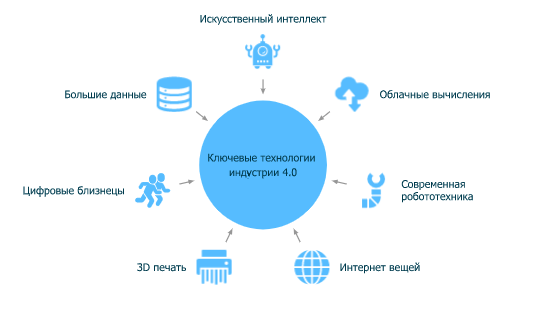 Искусственный интеллект
Большие данные
Облачные вычисления
Ключевые технологии
индустрии 4.0
Цифровые близнецы
Современная
робототехника
3D печать
Интернет вещей